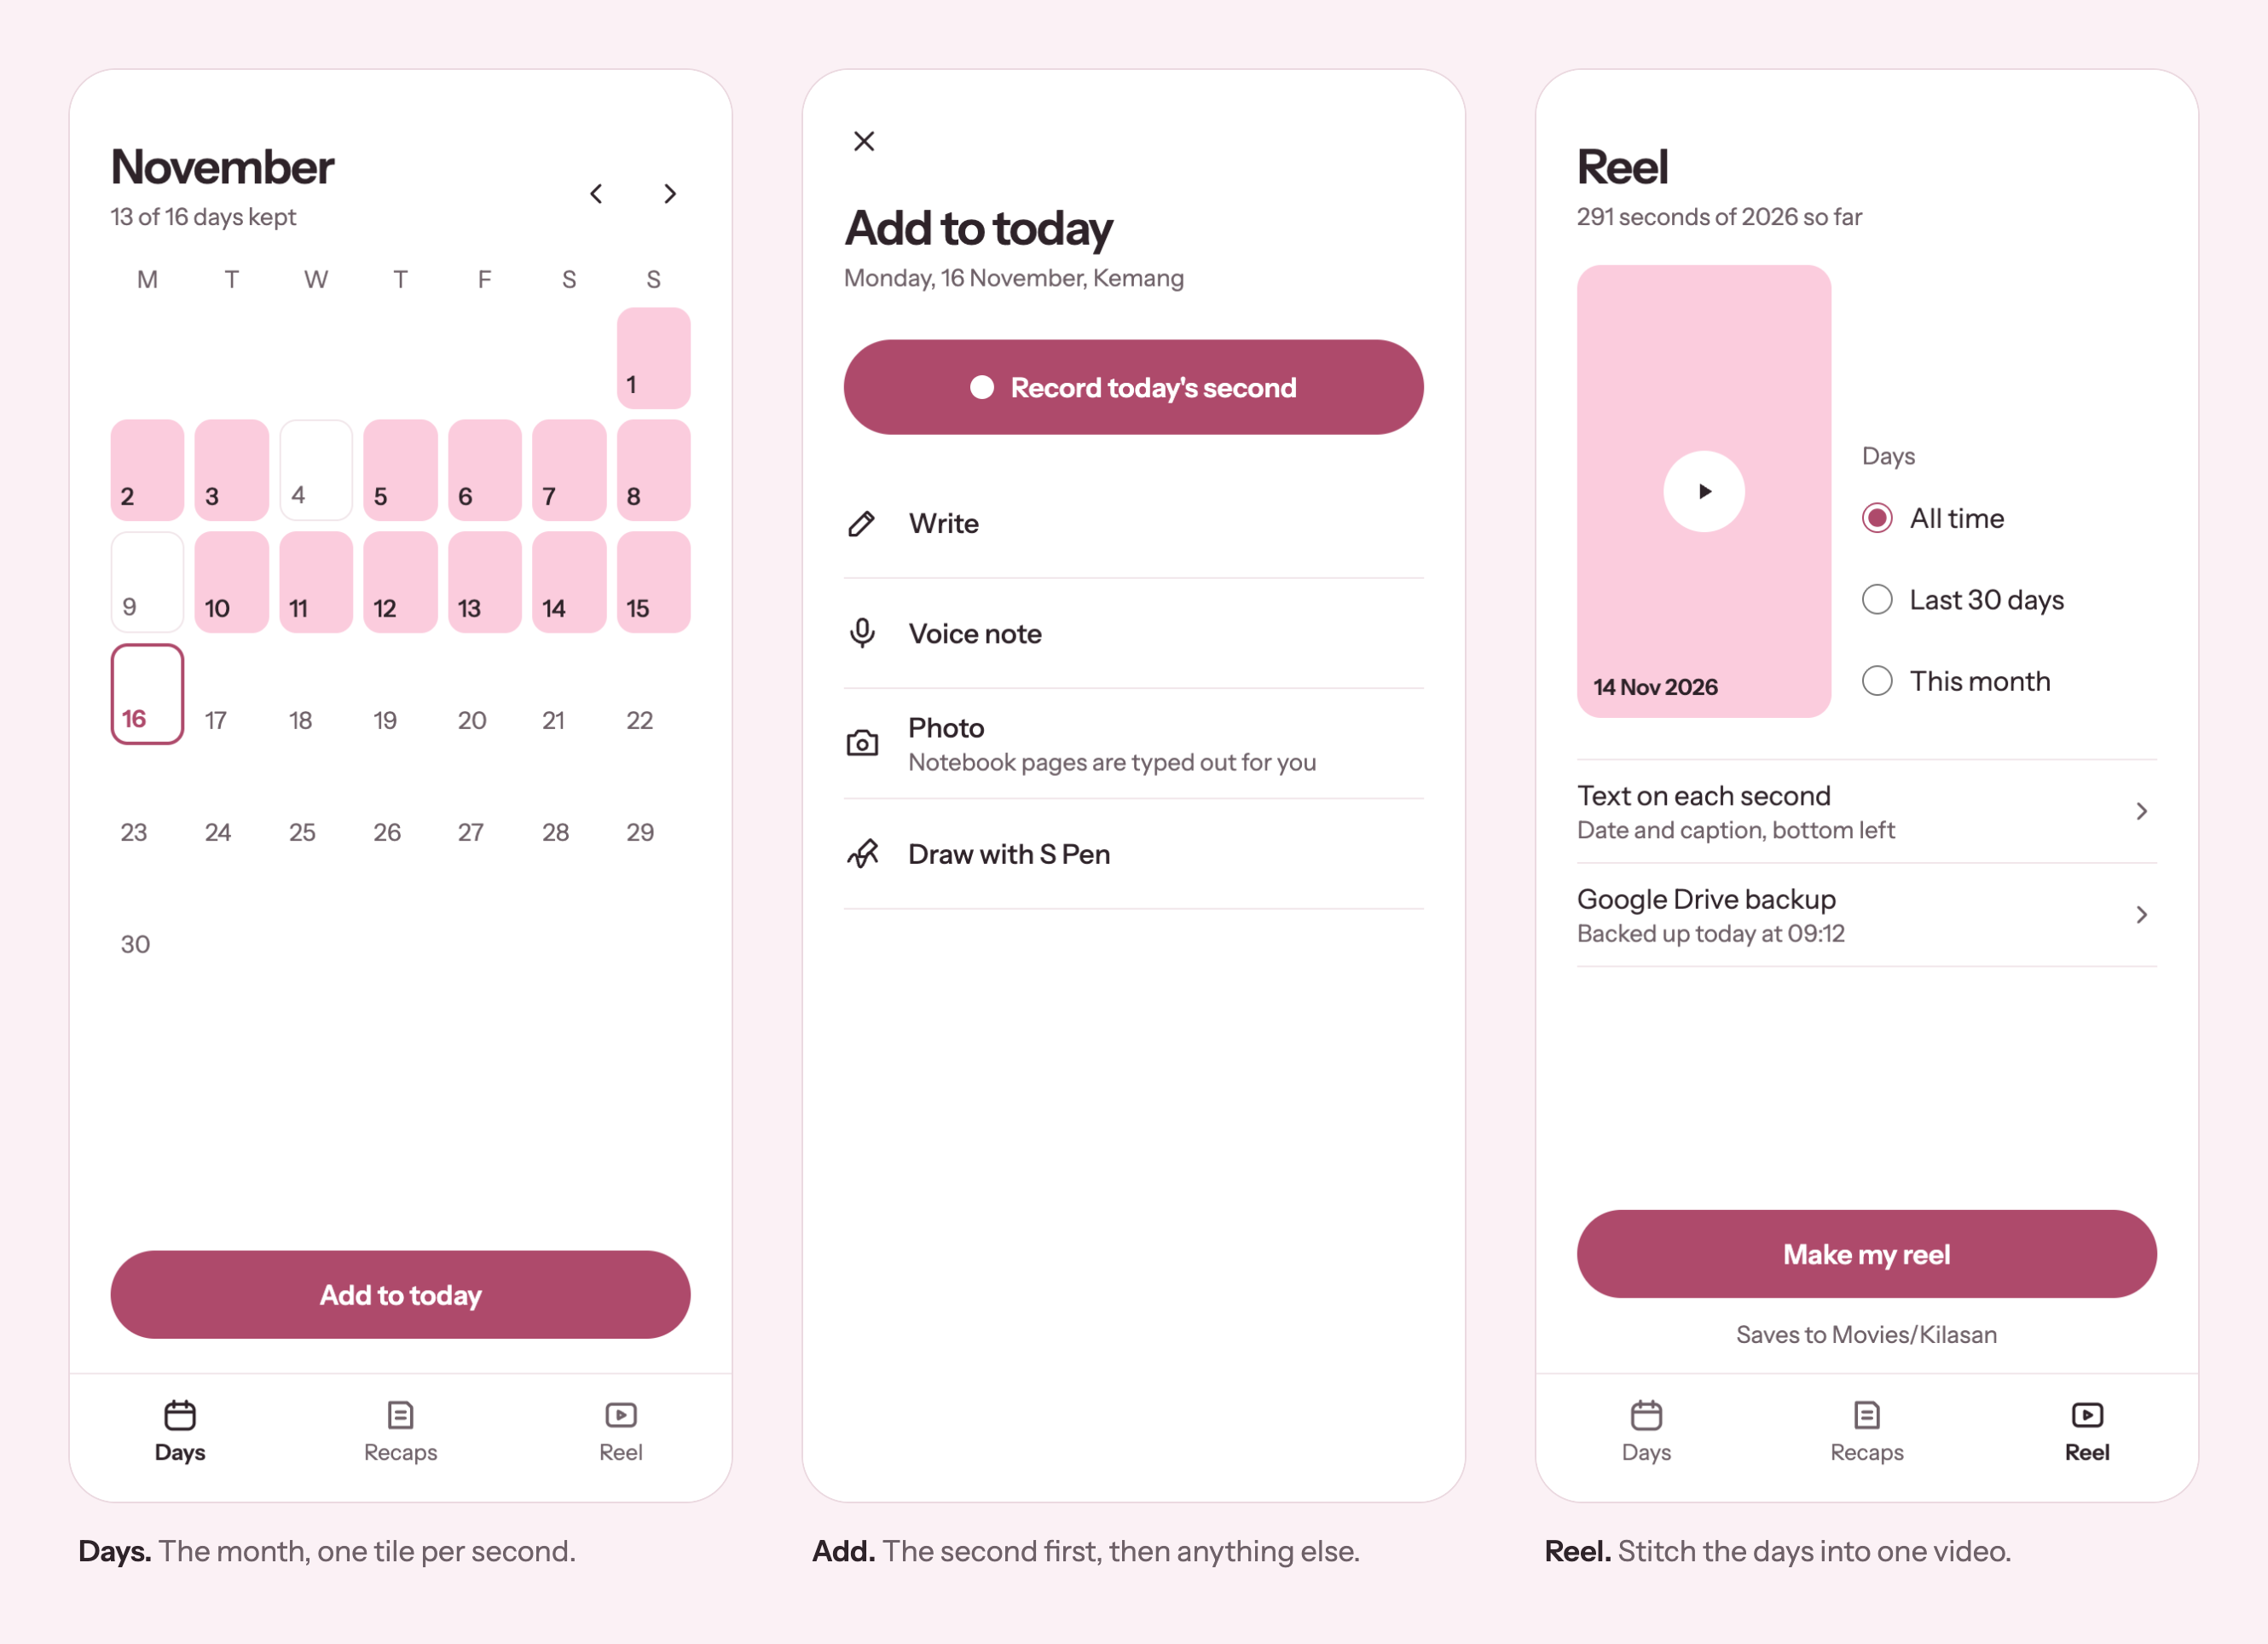 November
13 of 16 days kept
M T W T F S S
1
2 3 4 5 6 7 8
9 10 11 12 13 14 15
16 17 18 19 20 21 22
23 24 25 26 27 28 29
30
Add to today
Days Recaps Reel
Days. The month, one tile per second.
Add to today
Monday, 16 November, Kemang
Record today's second
Write
Voice note
Photo
Notebook pages are typed out for you
Draw with S Pen
Add. The second first, then anything else.
Reel
291 seconds of 2026 so far
14 Nov 2026
Days
All time
Last 30 days
This month
Text on each second
Date and caption, bottom left
Google Drive backup
Backed up today at 09:12
Make my reel
Saves to Movies/Kilasan
Days Recaps Reel
Reel. Stitch the days into one video.